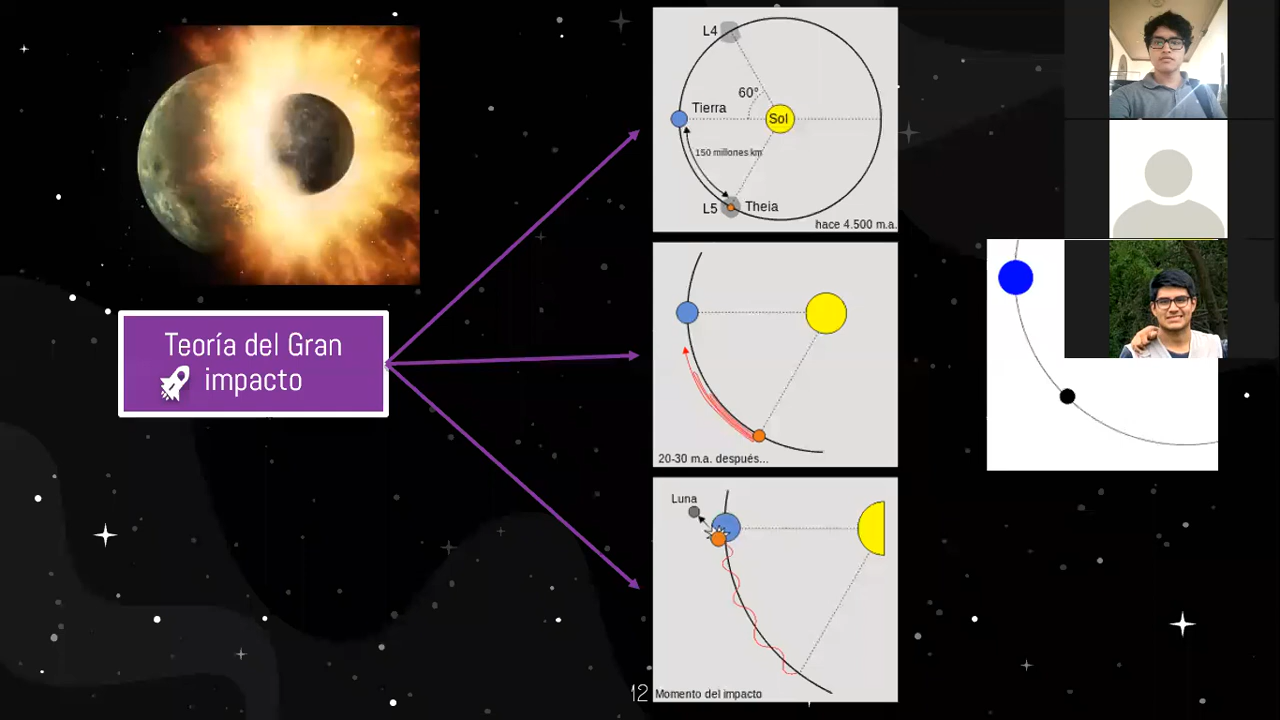 Teoría del Gran
impacto
L4
60°
Tierra
Sol
150 millones km
L5
Theia
hace 4.500 m.a.
20-30 m.a. después...
Luna
Momento del impacto
12